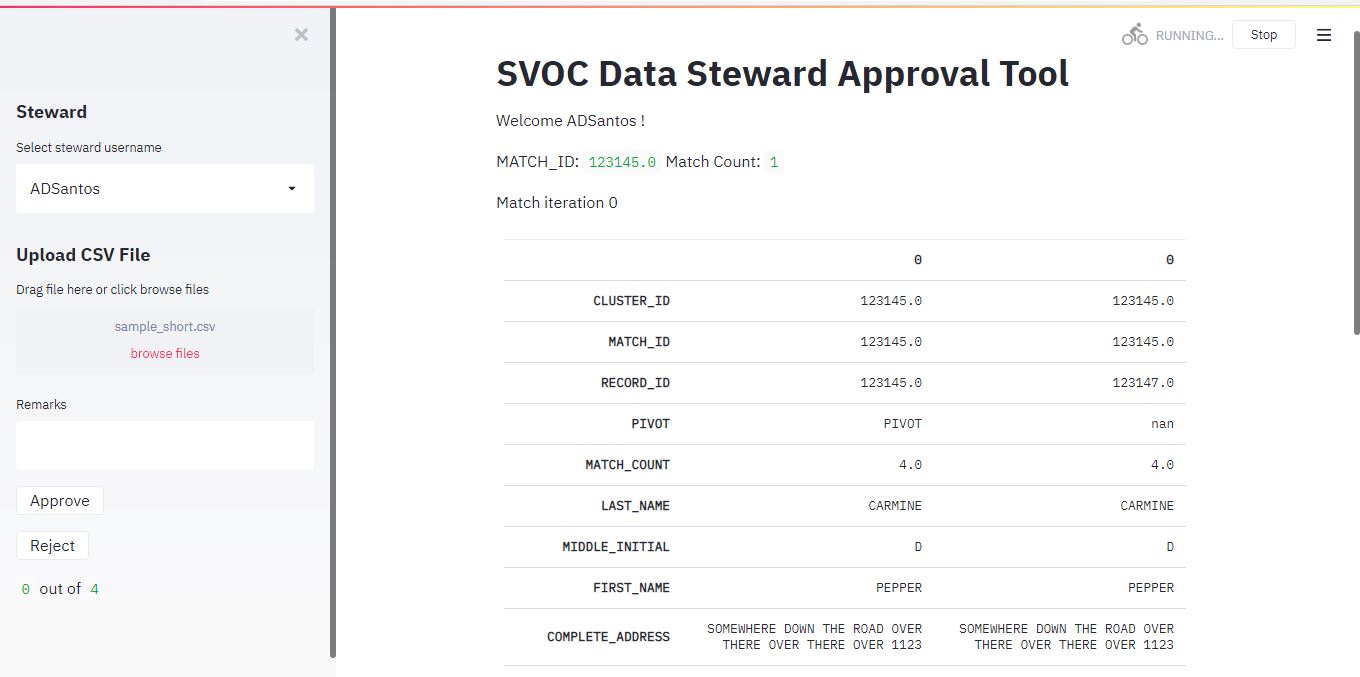 Steward
Select steward username
ADSantos
Upload CSV File
Drag file here or click browse files
sample_short.csv
browse files
Remarks
Approve
Reject
0 out of 4
RUNNING... Stop
SVOC Data Steward Approval Tool
Welcome ADSantos !
MATCH_ID: 123145.0 Match Count: 1
Match iteration 0
0 0
CLUSTER_ID 123145.0 123145.0
MATCH_ID 123145.0 123145.0
RECORD_ID 123145.0 123147.0
PIVOT PIVOT nan
MATCH_COUNT 4.0 4.0
LAST_NAME CARMINE CARMINE
MIDDLE_INITIAL D D
FIRST_NAME PEPPER PEPPER
COMPLETE_ADDRESS SOMEWHERE DOWN THE ROAD OVER SOMEWHERE DOWN THE ROAD OVER
THERE OVER THERE OVER 1123 THERE OVER THERE OVER 1123